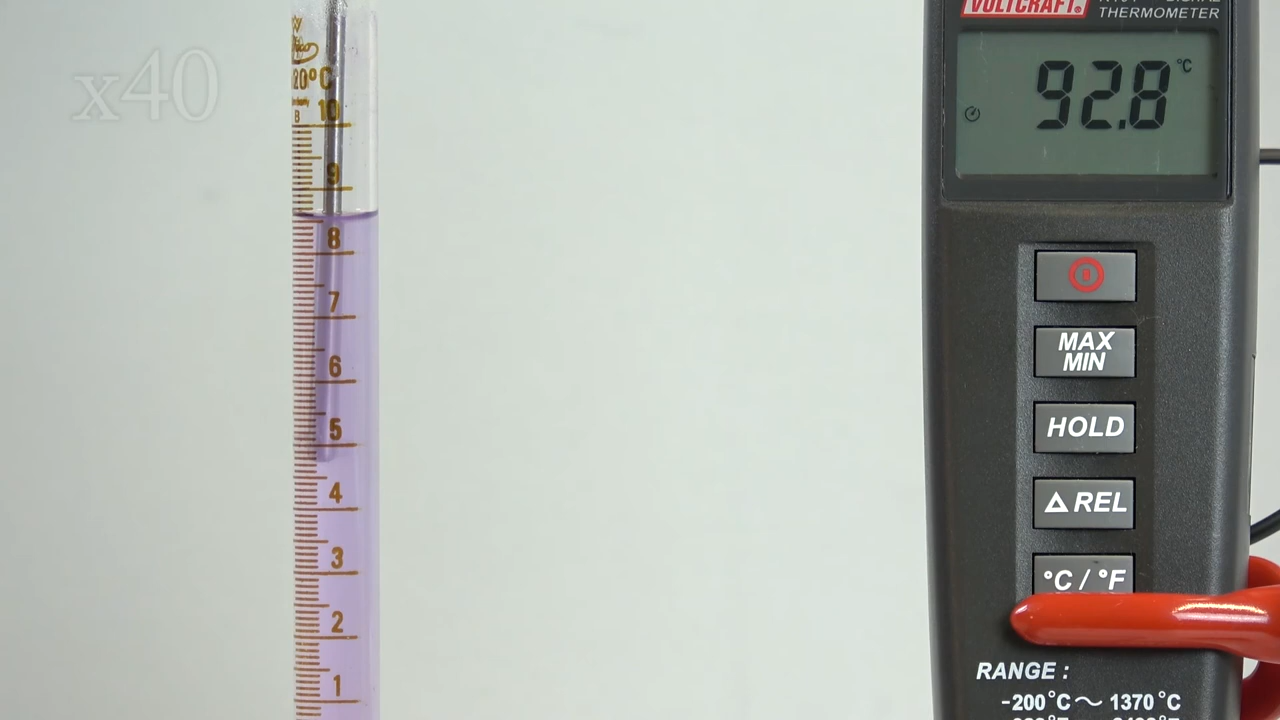 x40
20°C
B
10
9
8
7
6
5
4
3
2
1
VOLTCRAFT®
THERMOMETER
92.8 °C
MAX
MIN
HOLD
△ REL
°C / °F
RANGE :
-200°C ~ 1370°C